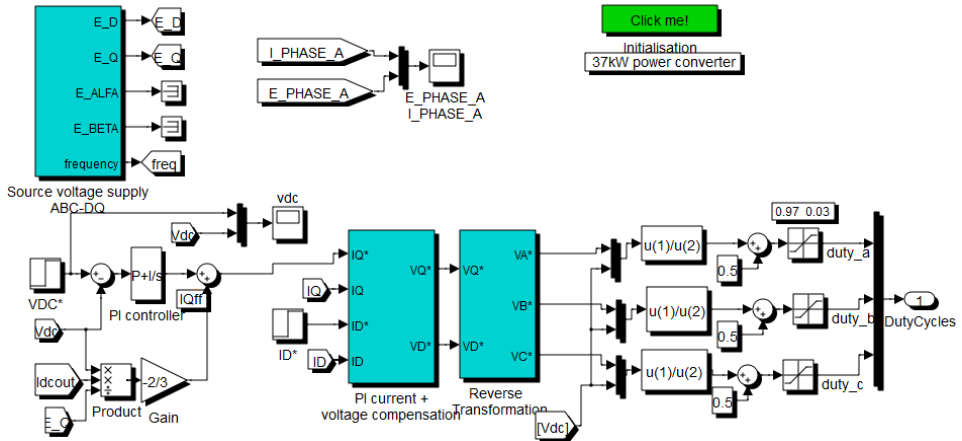 E_D
E_D
E_Q
E_Q
E_ALFA
E_BETA
frequency
freq
Source voltage supply
ABC-DQ
I_PHASE_A
E_PHASE_A
E_PHASE_A
I_PHASE_A
Click me!
Initialisation
37kW power converter
vdc
Vdc
VDC*
P+I/s
PI controller
IQff
Vdc
Idcout
E_Q
×
×
÷
Product
-2/3
Gain
IQ*
IQ
IQ
ID*
ID*
ID
ID
VQ*
VD*
PI current +
voltage compensation
VQ*
VD*
VA*
VB*
VC*
Reverse
Transformation
[Vdc]
u(1)/u(2)
0.5
0.97 0.03
duty_a
u(1)/u(2)
0.5
duty_b
u(1)/u(2)
0.5
duty_c
1
DutyCycles